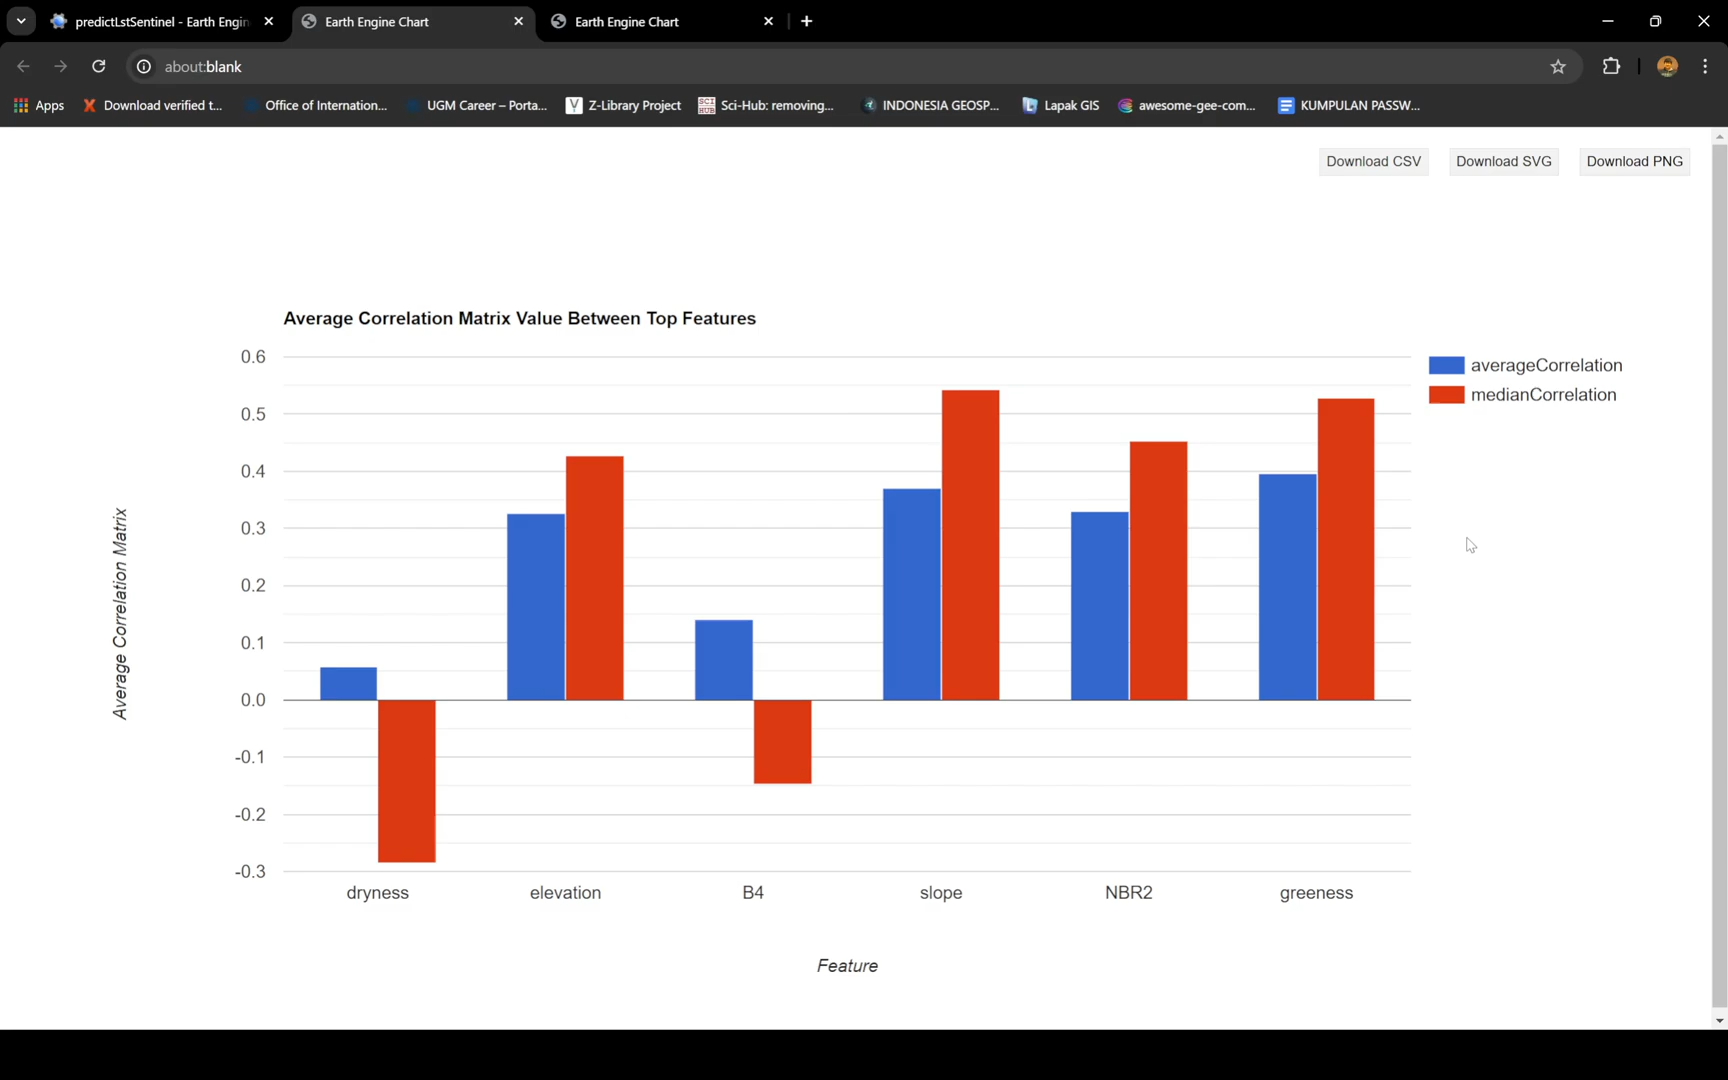 predictLstSentinel - Earth Engin
Earth Engine Chart
Earth Engine Chart
about:blank
Apps
Download verified t...
Office of Internation...
UGM Career – Porta...
Z-Library Project
SCI HUB
Sci-Hub: removing...
INDONESIA GEOSP...
Lapak GIS
awesome-gee-com...
KUMPULAN PASSW...
Download CSV
Download SVG
Download PNG
Average Correlation Matrix Value Between Top Features
averageCorrelation
medianCorrelation
Average Correlation Matrix
0.6
0.5
0.4
0.3
0.2
0.1
0.0
-0.1
-0.2
-0.3
dryness
elevation
B4
slope
NBR2
greeness
Feature